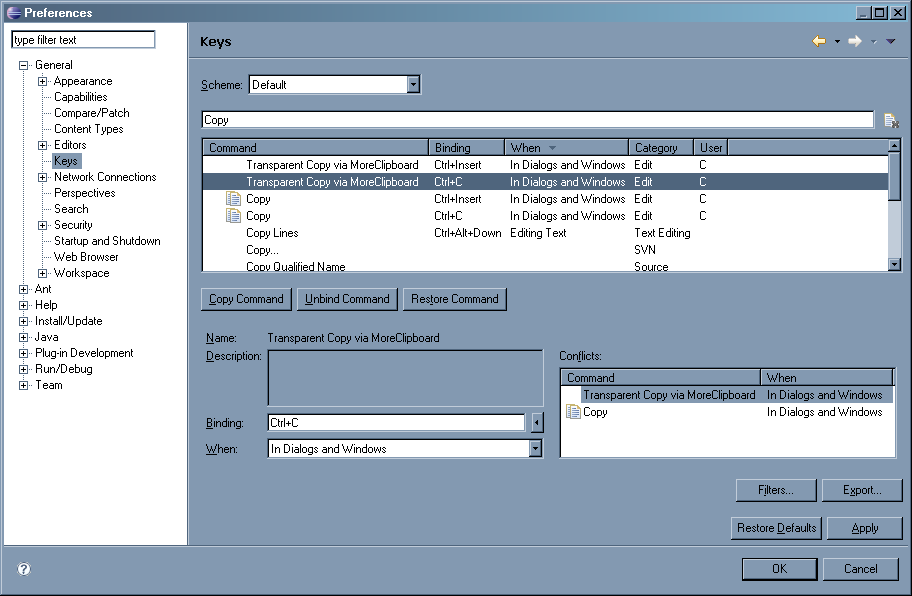 Preferences
type filter text
General
Appearance
Capabilities
Compare/Patch
Content Types
Editors
Keys
Network Connections
Perspectives
Search
Security
Startup and Shutdown
Web Browser
Workspace
Ant
Help
Install/Update
Java
Plug-in Development
Run/Debug
Team
Keys
Scheme: Default
Copy
Command Binding When Category User
Transparent Copy via MoreClipboard Ctrl+Insert In Dialogs and Windows Edit C
Transparent Copy via MoreClipboard Ctrl+C In Dialogs and Windows Edit C
Copy Ctrl+Insert In Dialogs and Windows Edit C
Copy Ctrl+C In Dialogs and Windows Edit C
Copy Lines Ctrl+Alt+Down Editing Text Text Editing
Copy... SVN
Copy Qualified Name Source
Copy Command Unbind Command Restore Command
Name: Transparent Copy via MoreClipboard
Description:
Binding: Ctrl+C
When: In Dialogs and Windows
Conflicts:
Command When
Transparent Copy via MoreClipboard In Dialogs and Windows
Copy In Dialogs and Windows
Filters... Export...
Restore Defaults Apply
? OK Cancel